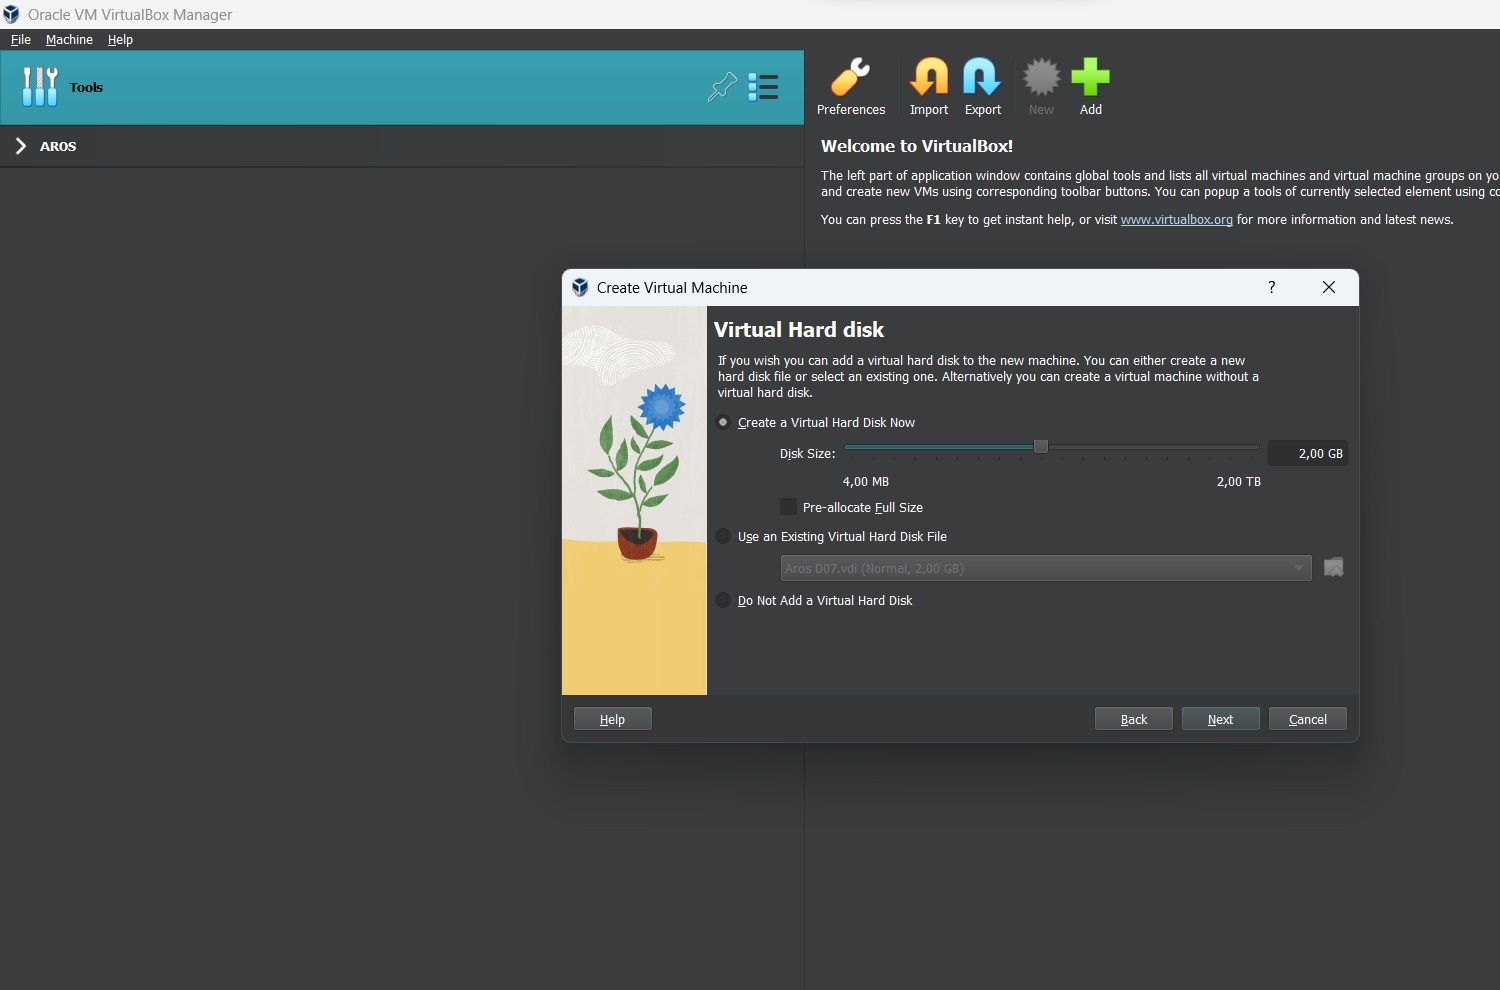 Oracle VM VirtualBox Manager
File Machine Help
Tools
AROS
Preferences Import Export New Add
Welcome to VirtualBox!
The left part of application window contains global tools and lists all virtual machines and virtual machine groups on yo
and create new VMs using corresponding toolbar buttons. You can popup a tools of currently selected element using co
You can press the F1 key to get instant help, or visit www.virtualbox.org for more information and latest news.
Create Virtual Machine ?
Virtual Hard disk
If you wish you can add a virtual hard disk to the new machine. You can either create a new
hard disk file or select an existing one. Alternatively you can create a virtual machine without a
virtual hard disk.
Create a Virtual Hard Disk Now
Disk Size: 2,00 GB
4,00 MB 2,00 TB
Pre-allocate Full Size
Use an Existing Virtual Hard Disk File
Aros D07.vdi (Normal, 2,00 GB)
Do Not Add a Virtual Hard Disk
Help Back Next Cancel